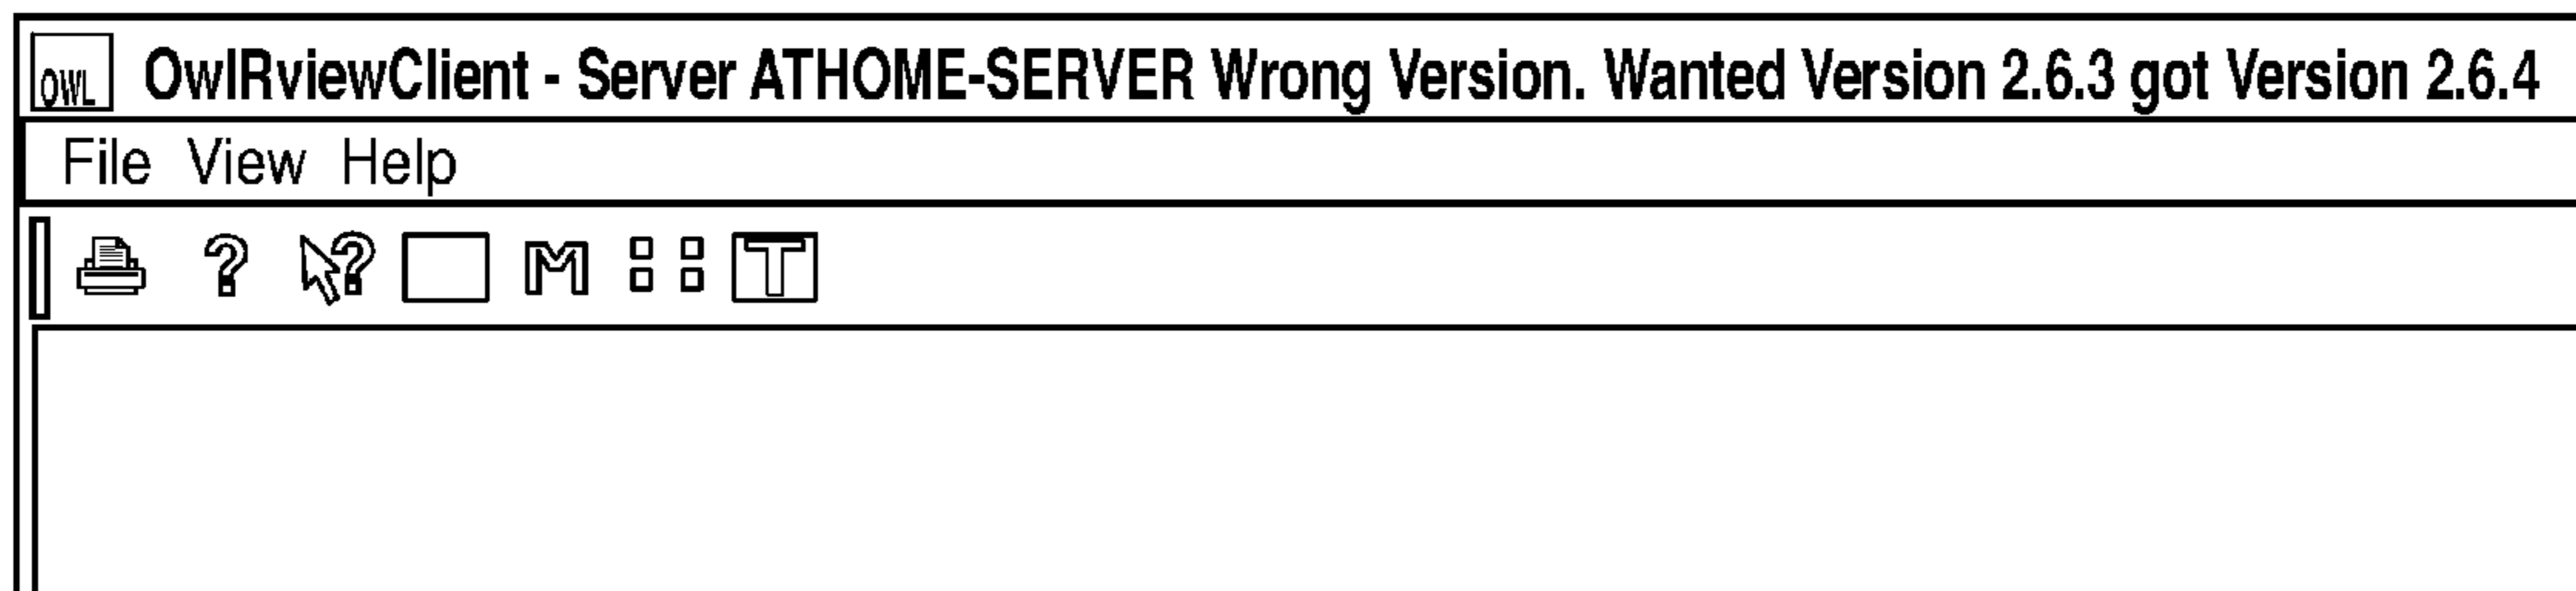 OWL OwlRviewClient - Server ATHOME-SERVER Wrong Version. Wanted Version 2.6.3 got Version 2.6.4
File View Help
? ? M T